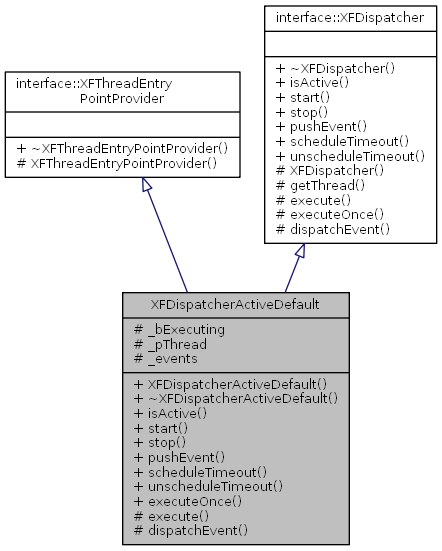 interface::XFDispatcher
+ ~XFDispatcher()
+ isActive()
+ start()
+ stop()
+ pushEvent()
+ scheduleTimeout()
+ unscheduleTimeout()
# XFDispatcher()
# getThread()
# execute()
# executeOnce()
# dispatchEvent()
interface::XFThreadEntry
PointProvider
+ ~XFThreadEntryPointProvider()
# XFThreadEntryPointProvider()
XFDispatcherActiveDefault
# _bExecuting
# _pThread
# _events
+ XFDispatcherActiveDefault()
+ ~XFDispatcherActiveDefault()
+ isActive()
+ start()
+ stop()
+ pushEvent()
+ scheduleTimeout()
+ unscheduleTimeout()
+ executeOnce()
# execute()
# dispatchEvent()